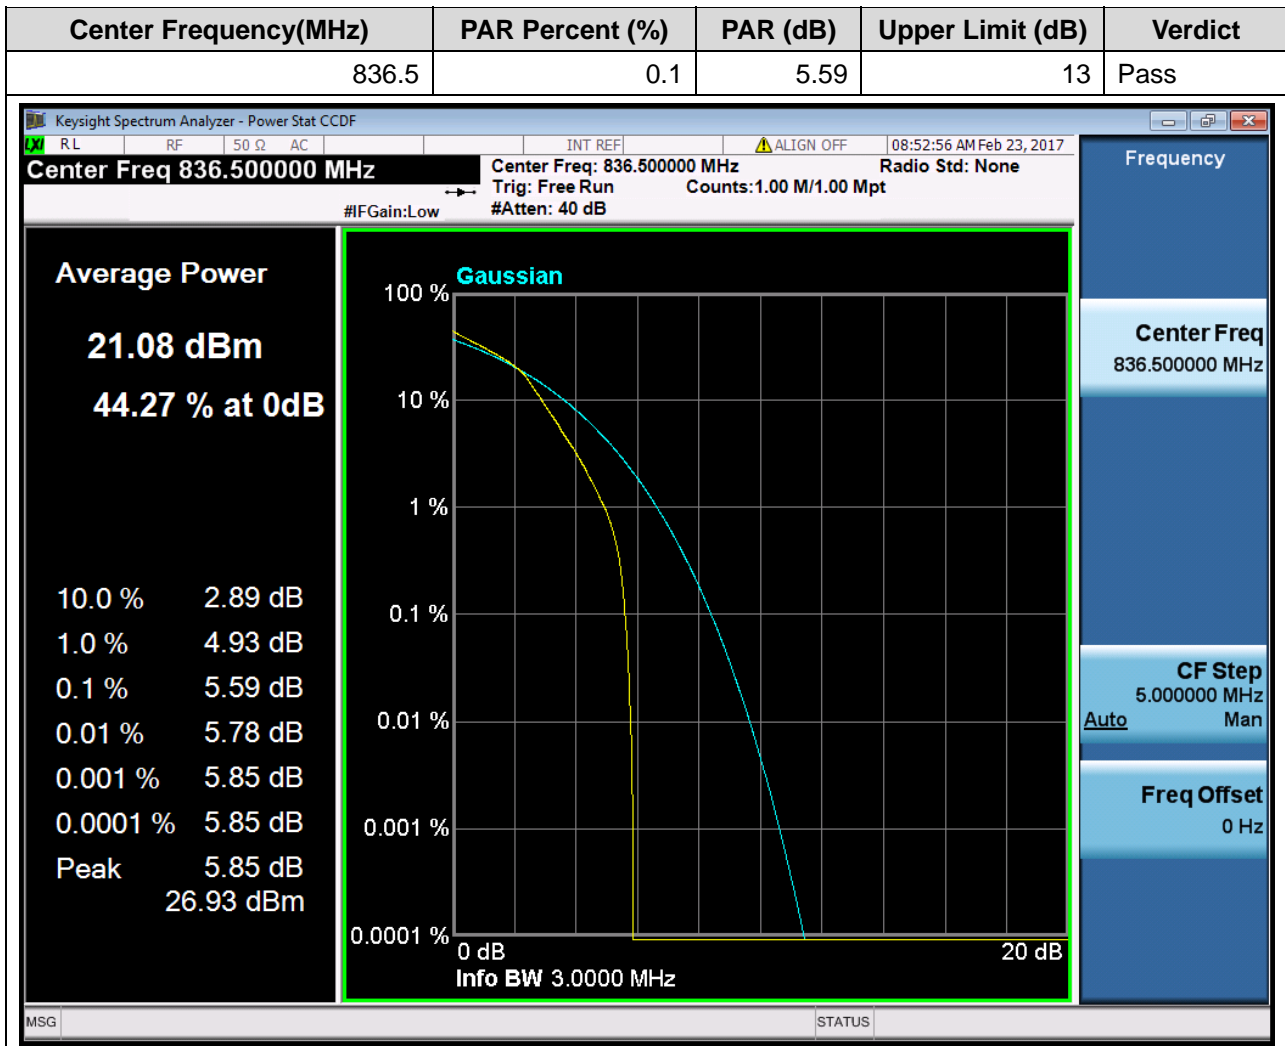 Center Frequency(MHz) PAR Percent (%) PAR (dB) Upper Limit (dB) Verdict
836.5 0.1 5.59 13 Pass
Keysight Spectrum Analyzer - Power Stat CCDF
LXI RL RF 50 Ω AC INT REF ALIGN OFF 08:52:56 AM Feb 23, 2017
Center Freq 836.500000 MHz
Center Freq: 836.500000 MHz Radio Std: None
Trig: Free Run Counts:1.00 M/1.00 Mpt
#IFGain:Low #Atten: 40 dB
Average Power
21.08 dBm
44.27 % at 0dB
10.0 % 2.89 dB
1.0 % 4.93 dB
0.1 % 5.59 dB
0.01 % 5.78 dB
0.001 % 5.85 dB
0.0001 % 5.85 dB
Peak 5.85 dB
26.93 dBm
Gaussian
100 %
10 %
1 %
0.1 %
0.01 %
0.001 %
0.0001 %
0 dB 20 dB
Info BW 3.0000 MHz
Frequency
Center Freq
836.500000 MHz
CF Step
5.000000 MHz
Auto Man
Freq Offset
0 Hz
MSG STATUS